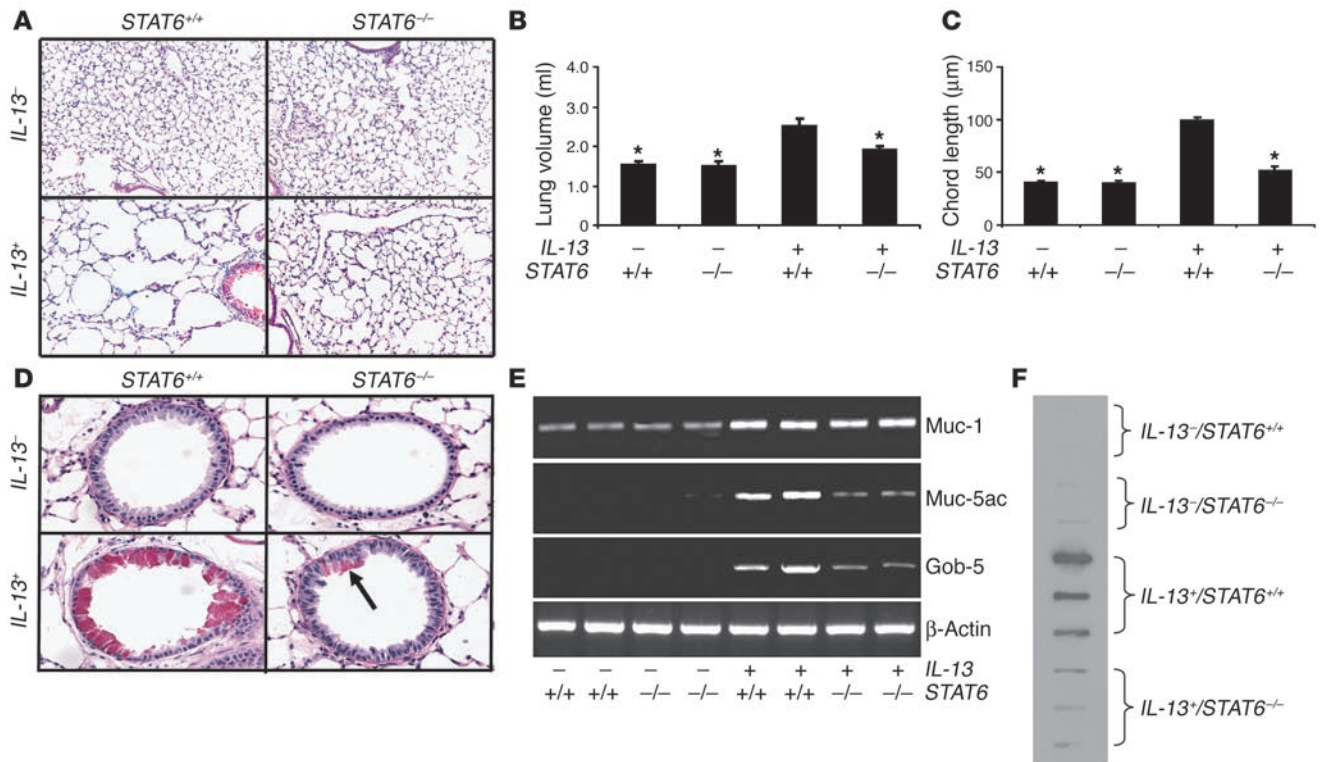 A
STAT6+/+
STAT6–/–
IL-13–
IL-13+
B
Lung volume (ml)
4.0
3.0
2.0
1.0
0
*
*
*
IL-13 – – + +
STAT6 +/+ –/– +/+ –/–
C
Chord length (μm)
150
100
50
0
*
*
*
IL-13 – – + +
STAT6 +/+ –/– +/+ –/–
D
STAT6+/+
STAT6–/–
IL-13–
IL-13+
E
Muc-1
Muc-5ac
Gob-5
β-Actin
– – – – + + + + IL-13
+/+ +/+ –/– –/– +/+ +/+ –/– –/– STAT6
F
IL-13–/STAT6+/+
IL-13–/STAT6–/–
IL-13+/STAT6+/+
IL-13+/STAT6–/–